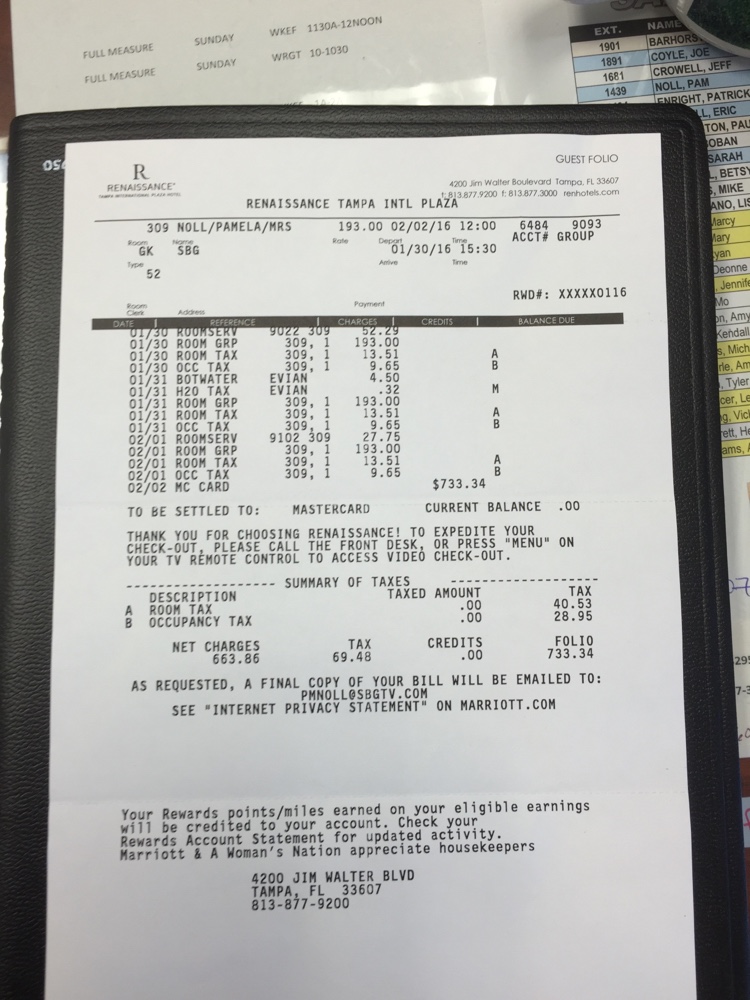 FULL MEASURE SUNDAY WKEF 1130A-12NOON
FULL MEASURE SUNDAY WRGT 10-1030
EXT. NAME
1901 BARHORS
1891 COYLE, JOE
1681 CROWELL, JEFF
1439 NOLL, PAM
ENRIGHT, PATRICK
LL, ERIC
TON, PAU
OBAN
SARAH
, BETSY
, MIKE
ANO, LIS
Marcy
Mary
yan
Deonne
, Jennife
Mo
on, Amy
Kendall
s, Mich
rle, Am
, Tyler
cer, Le
g, Vick
rett, He
ams, A
R
RENAISSANCE®
TAMPA INTERNATIONAL PLAZA HOTEL
GUEST FOLIO
4200 Jim Walter Boulevard Tampa, FL 33607
t: 813.877.9200 f: 813.877.3000 renhotels.com
RENAISSANCE TAMPA INTL PLAZA
309 NOLL/PAMELA/MRS 193.00 02/02/16 12:00 6484 9093
Room Name Rate Depart Time ACCT# GROUP
GK SBG 01/30/16 15:30
Type Arrive Time
52
Room Clerk Address Payment RWD#: XXXXX0116
DATE REFERENCE CHARGES CREDITS BALANCE DUE
01/30 ROOMSERV 9022 309 52.29
01/30 ROOM GRP 309, 1 193.00
01/30 ROOM TAX 309, 1 13.51 A
01/30 OCC TAX 309, 1 9.65 B
01/31 BOTWATER EVIAN 4.50
01/31 H2O TAX EVIAN .32 M
01/31 ROOM GRP 309, 1 193.00
01/31 ROOM TAX 309, 1 13.51 A
01/31 OCC TAX 309, 1 9.65 B
02/01 ROOMSERV 9102 309 27.75
02/01 ROOM GRP 309, 1 193.00
02/01 ROOM TAX 309, 1 13.51 A
02/01 OCC TAX 309, 1 9.65 B
02/02 MC CARD $733.34
TO BE SETTLED TO: MASTERCARD CURRENT BALANCE .00
THANK YOU FOR CHOOSING RENAISSANCE! TO EXPEDITE YOUR
CHECK-OUT, PLEASE CALL THE FRONT DESK, OR PRESS "MENU" ON
YOUR TV REMOTE CONTROL TO ACCESS VIDEO CHECK-OUT.
------------------- SUMMARY OF TAXES -------------------
DESCRIPTION TAXED AMOUNT TAX
A ROOM TAX .00 40.53
B OCCUPANCY TAX .00 28.95
NET CHARGES TAX CREDITS FOLIO
663.86 69.48 .00 733.34
AS REQUESTED, A FINAL COPY OF YOUR BILL WILL BE EMAILED TO:
PMNOLL@SBGTV.COM
SEE "INTERNET PRIVACY STATEMENT" ON MARRIOTT.COM
Your Rewards points/miles earned on your eligible earnings
will be credited to your account. Check your
Rewards Account Statement for updated activity.
Marriott & A Woman's Nation appreciate housekeepers
4200 JIM WALTER BLVD
TAMPA, FL 33607
813-877-9200